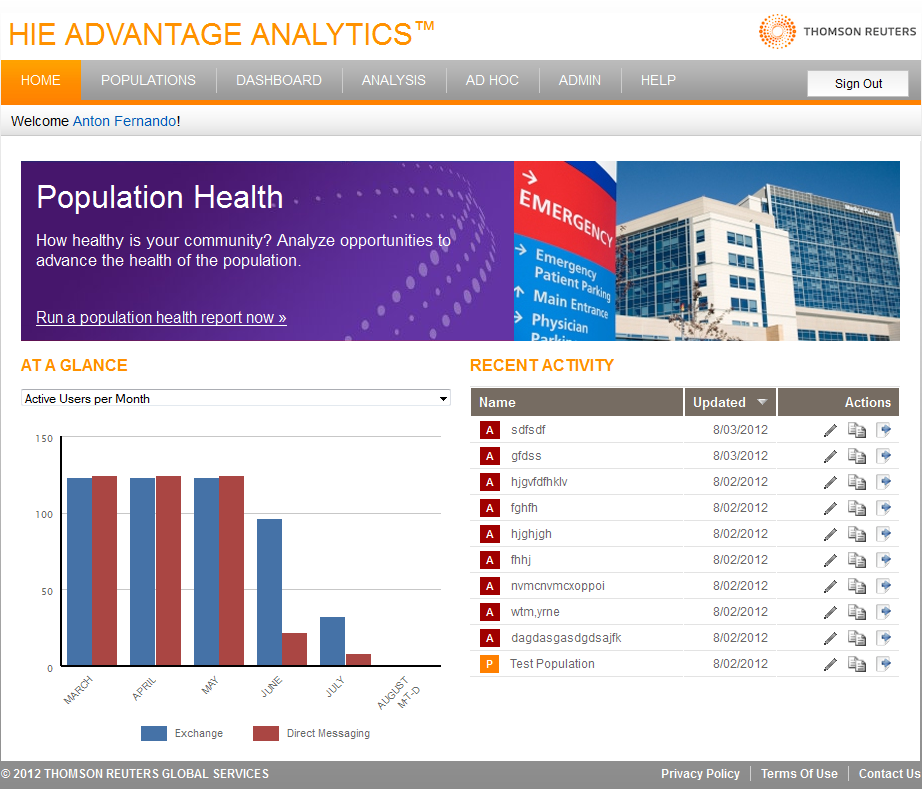 HIE ADVANTAGE ANALYTICS™
THOMSON REUTERS
HOME POPULATIONS DASHBOARD ANALYSIS AD HOC ADMIN HELP Sign Out
Welcome Anton Fernando!
Population Health
How healthy is your community? Analyze opportunities to
advance the health of the population.
Run a population health report now »
EMERGENCY
Emergency
Patient Parking
Main Entrance
Physician
Parking
Medical Center
AT A GLANCE
Active Users per Month
150
100
50
0
MARCH APRIL MAY JUNE JULY AUGUST
M-T-D
Exchange Direct Messaging
RECENT ACTIVITY
Name Updated Actions
A sdfsdf 8/03/2012
A gfdss 8/03/2012
A hjgvfdfhklv 8/02/2012
A fghfh 8/02/2012
A hjghjgh 8/02/2012
A fhhj 8/02/2012
A nvmcnvmcxoppoi 8/02/2012
A wtm,yrne 8/02/2012
A dagdasgasdgdsajfk 8/02/2012
P Test Population 8/02/2012
© 2012 THOMSON REUTERS GLOBAL SERVICES
Privacy Policy Terms Of Use Contact Us